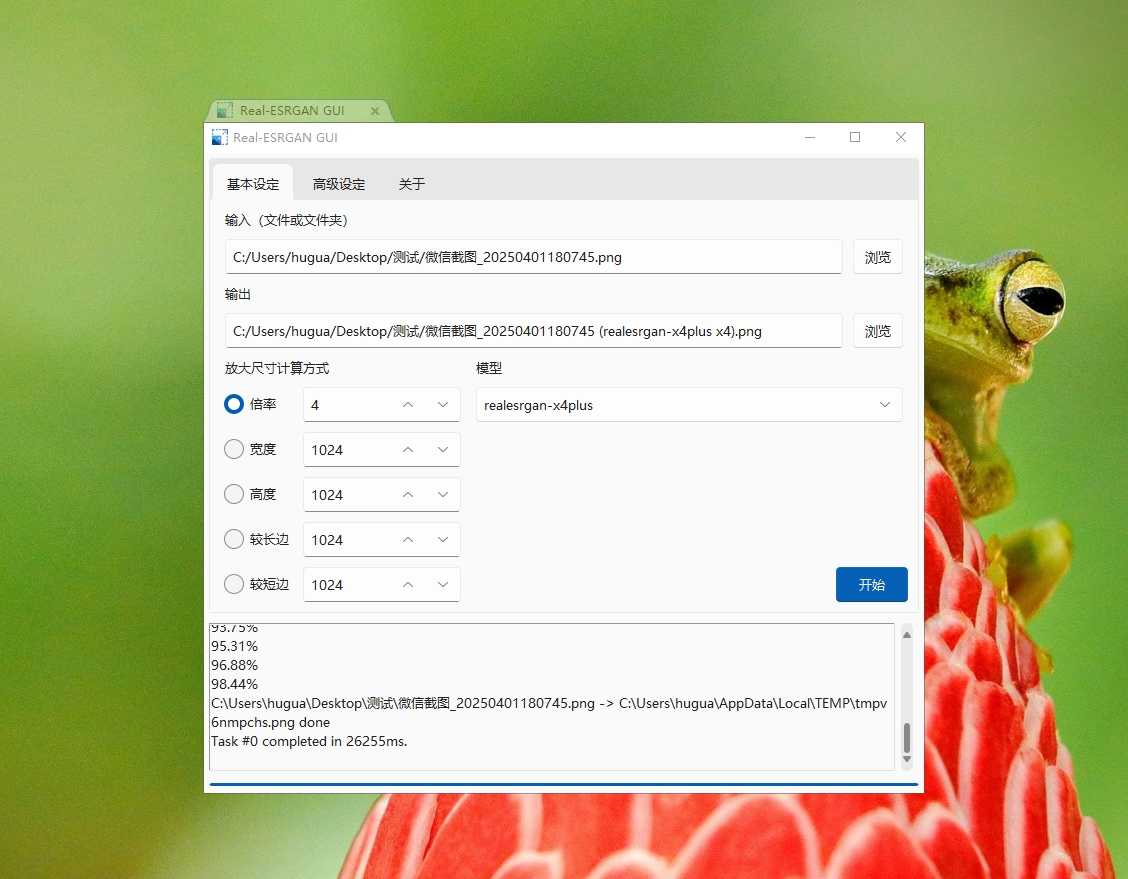 Real-ESRGAN GUI
Real-ESRGAN GUI
基本设定 高级设定 关于
输入（文件或文件夹）
C:/Users/hugua/Desktop/测试/微信截图_20250401180745.png 浏览
输出
C:/Users/hugua/Desktop/测试/微信截图_20250401180745 (realesrgan-x4plus x4).png 浏览
放大尺寸计算方式 模型
倍率 4 realesrgan-x4plus
宽度 1024
高度 1024
较长边 1024
较短边 1024 开始
93.75%
95.31%
96.88%
98.44%
C:\Users\hugua\Desktop\测试\微信截图_20250401180745.png -> C:\Users\hugua\AppData\Local\TEMP\tmpv
6nmpchs.png done
Task #0 completed in 26255ms.